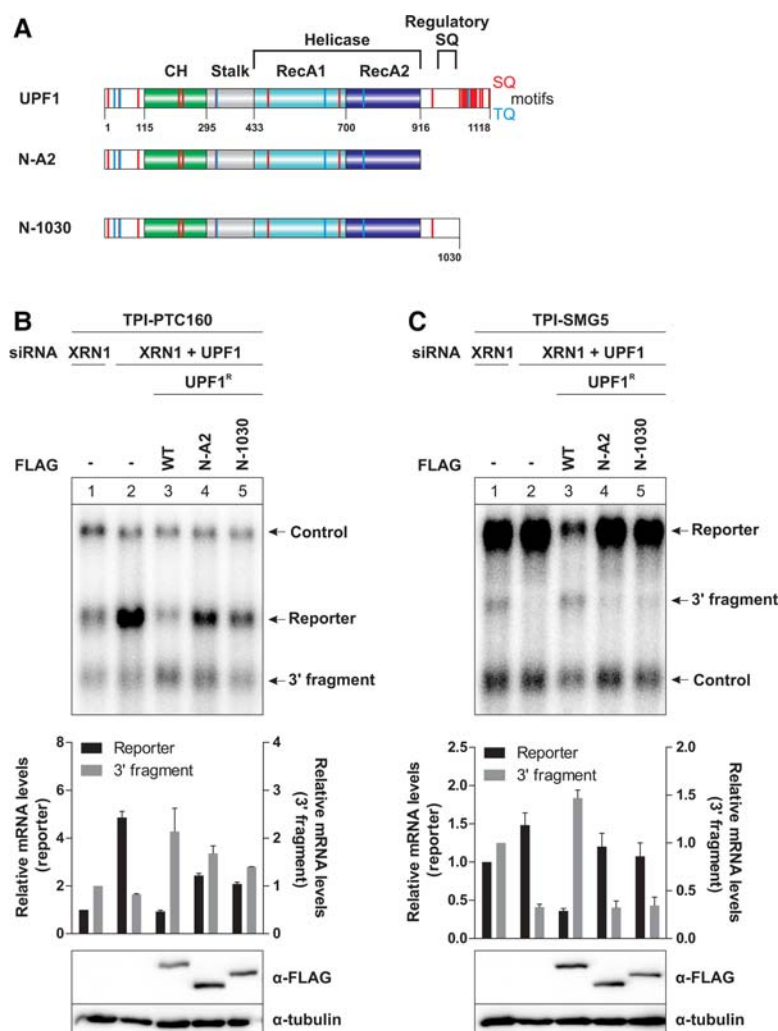 A
Regulatory
Helicase SQ
CH Stalk RecA1 RecA2
UPF1 SQ
motifs
TQ
1 115 295 433 700 916 1118
N-A2
N-1030
1030
B
TPI-PTC160
siRNA XRN1 XRN1 + UPF1
UPF1R
FLAG - - WT N-A2 N-1030
1 2 3 4 5
Control
Reporter
3' fragment
Relative mRNA levels
(reporter)
8
6
4
2
0
Reporter
3' fragment
4
3
2
1
0
Relative mRNA levels
(3' fragment)
α-FLAG
α-tubulin
C
TPI-SMG5
siRNA XRN1 XRN1 + UPF1
UPF1R
FLAG - - WT N-A2 N-1030
1 2 3 4 5
Reporter
3' fragment
Control
Relative mRNA levels
(reporter)
2.5
2.0
1.5
1.0
0.5
0.0
Reporter
3' fragment
2.0
1.5
1.0
0.5
0.0
Relative mRNA levels
(3' fragment)
α-FLAG
α-tubulin